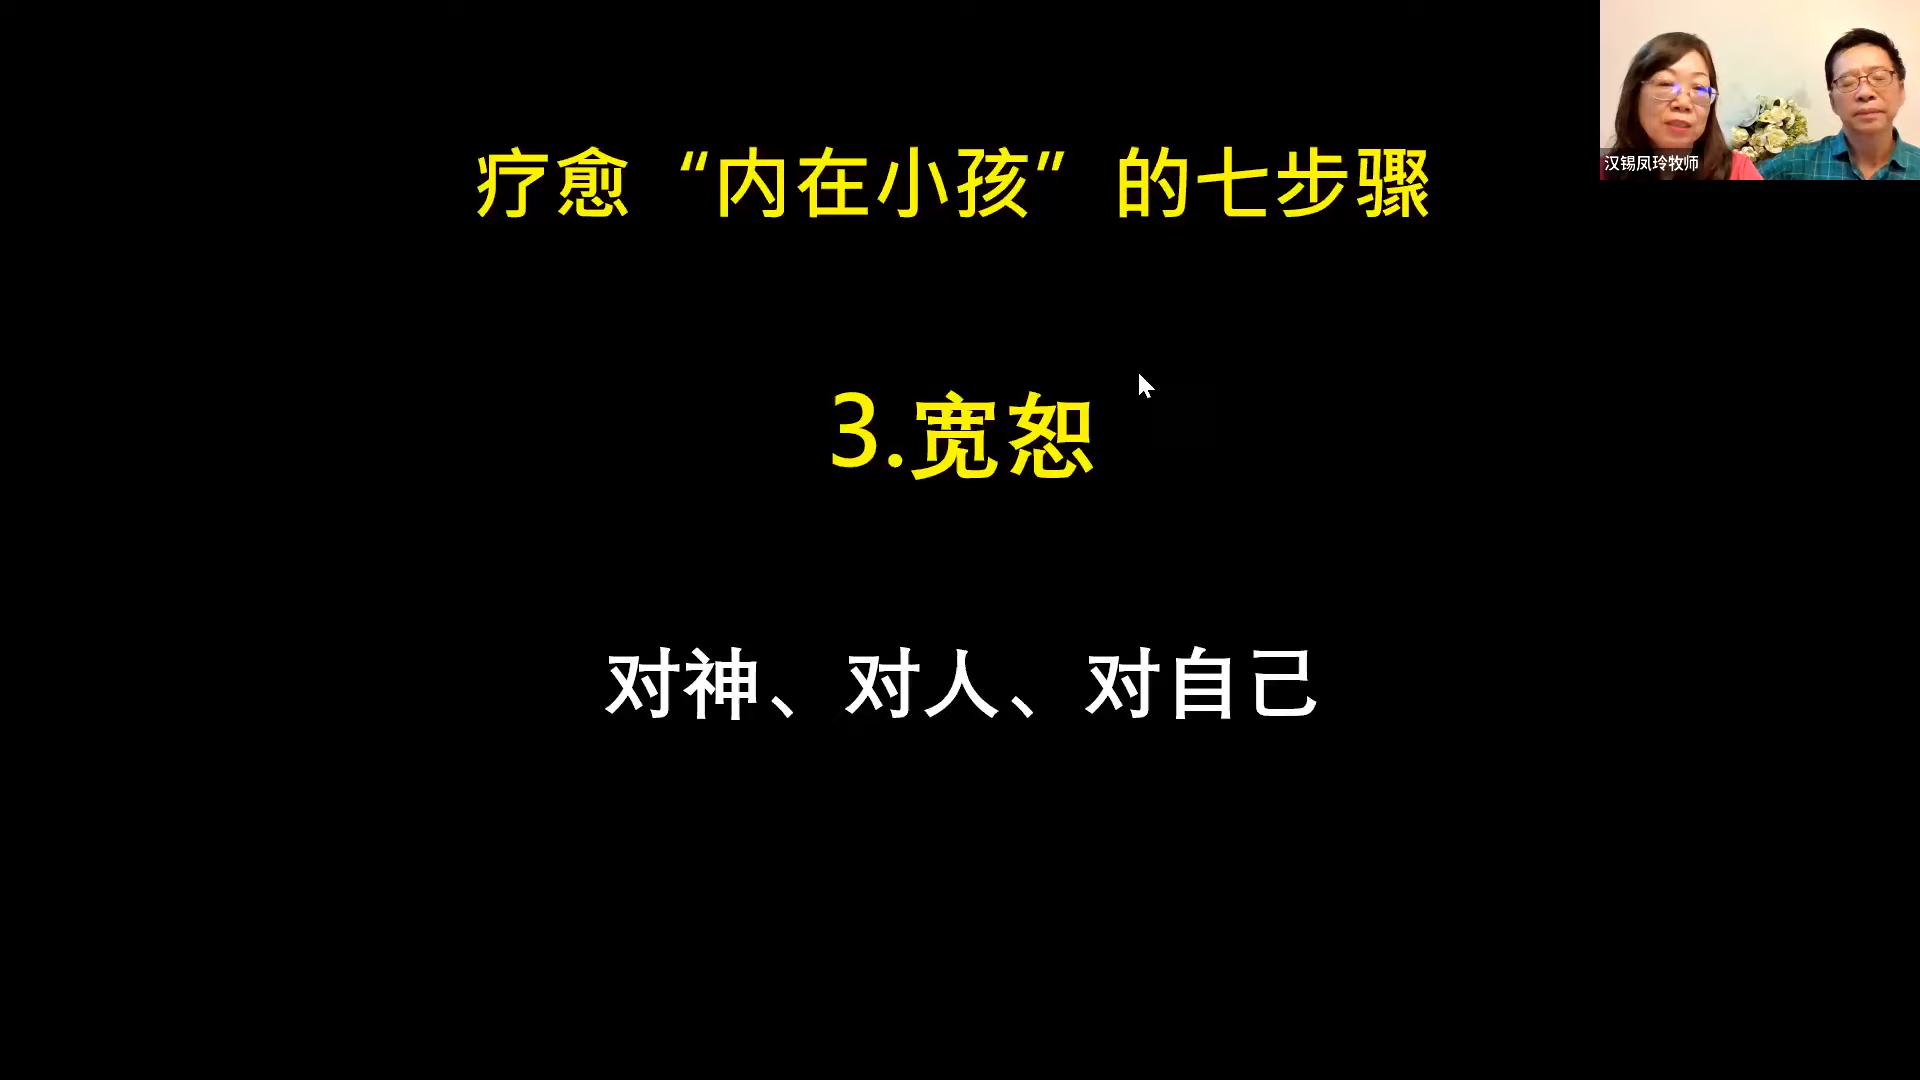 疗愈“内在小孩”的七步骤
汉锡凤玲牧师
3.宽恕
对神、对人、对自己